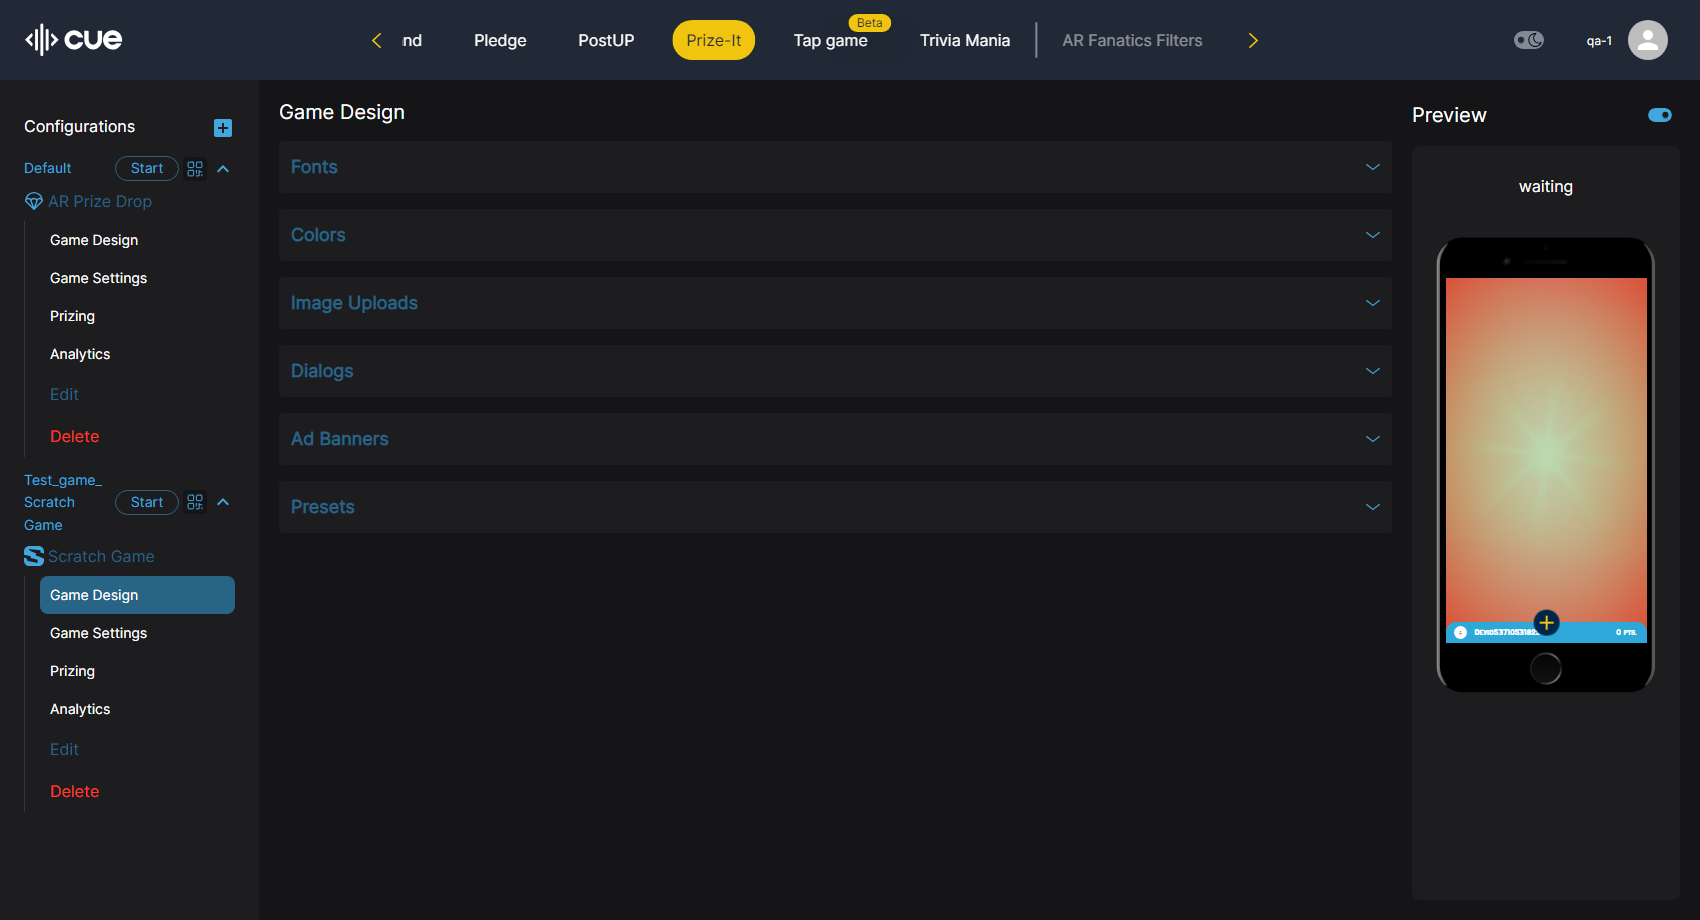 cue
nd
Pledge
PostUP
Prize-It
Beta
Tap game
Trivia Mania
AR Fanatics Filters
qa-1
Configurations
Default
Start
AR Prize Drop
Game Design
Game Settings
Prizing
Analytics
Edit
Delete
Test_game_
Scratch
Game
Start
Scratch Game
Game Design
Game Settings
Prizing
Analytics
Edit
Delete
Game Design
Fonts
Colors
Image Uploads
Dialogs
Ad Banners
Presets
Preview
waiting
0 PTS.